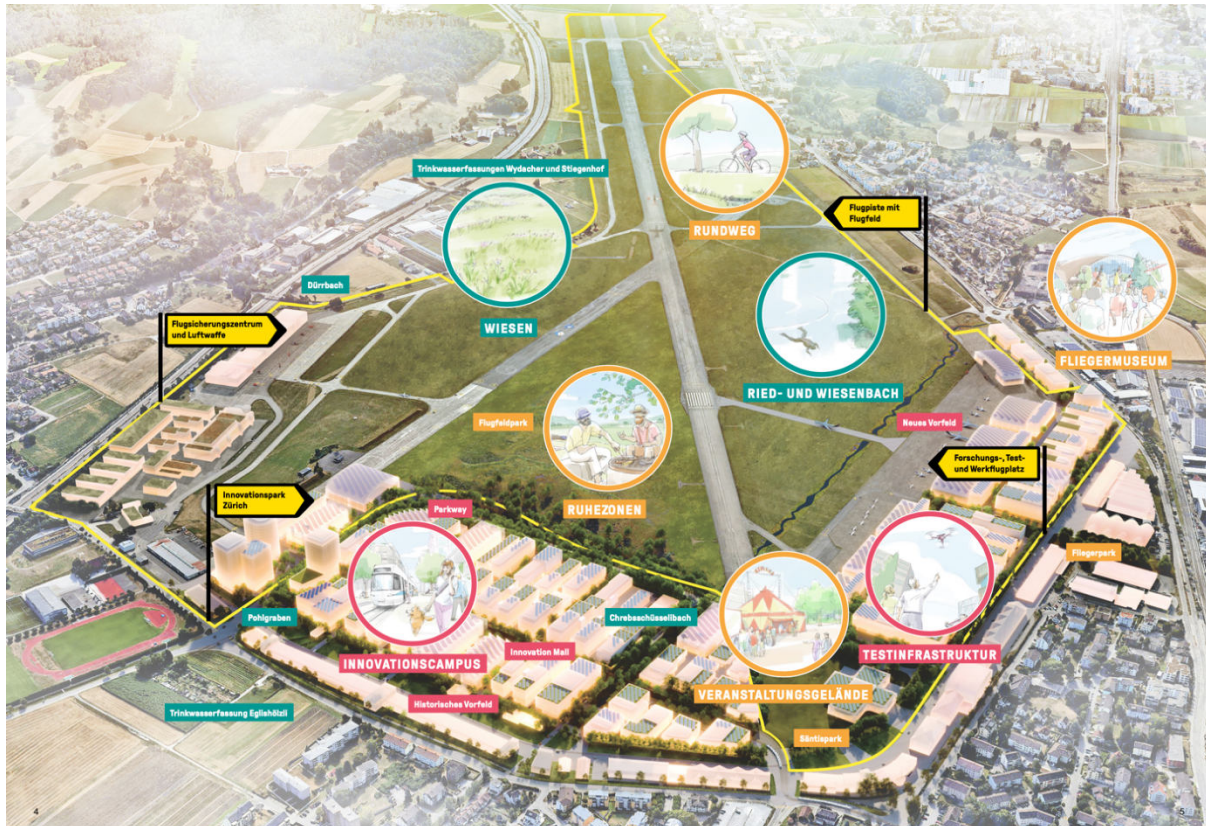 Trinkwasserfassungen Wydacher und Stiegenhof
RUNDWEG
Flugpiste mit
Flugfeld
Dürrbach
WIESEN
Flugsicherungszentrum
und Luftwaffe
FLIEGERMUSEUM
RIED- UND WIESENBACH
Flugfeldpark
Neues Vorfeld
Forschungs-, Test-
und Werkflugplatz
Innovationspark
Zürich
Parkway
RUHEZONEN
Fliegerpark
Pohlgraben
Chrebsschüsselibach
INNOVATIONSCAMPUS
Innovation Mall
TESTINFRASTRUKTUR
VERANSTALTUNGSGELÄNDE
Historisches Vorfeld
Trinkwasserfassung Eglishölzli
Säntispark
4
5